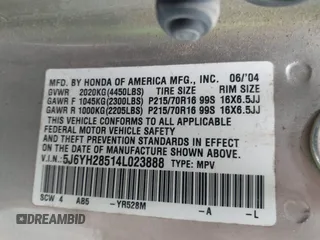 MFD. BY HONDA OF AMERICA MFG., INC. 06/'04
GVWR 2020KG(4450LBS) TIRE SIZE RIM SIZE
GAWR F 1045KG(2300LBS) P215/70R16 99S 16X6.5JJ
GAWR R 1000KG(2205LBS) P215/70R16 99S 16X6.5JJ
THIS VEHICLE CONFORMS TO ALL APPLICABLE
FEDERAL MOTOR VEHICLE SAFETY STANDARDS
IN EFFECT ON THE DATE OF MANUFACTURE
SHOWN ABOVE.
V.I.N.: 5J6YH28514L023888 TYPE: MPV
SCW 4 A85 -YR528M -A -L
DREAMBID